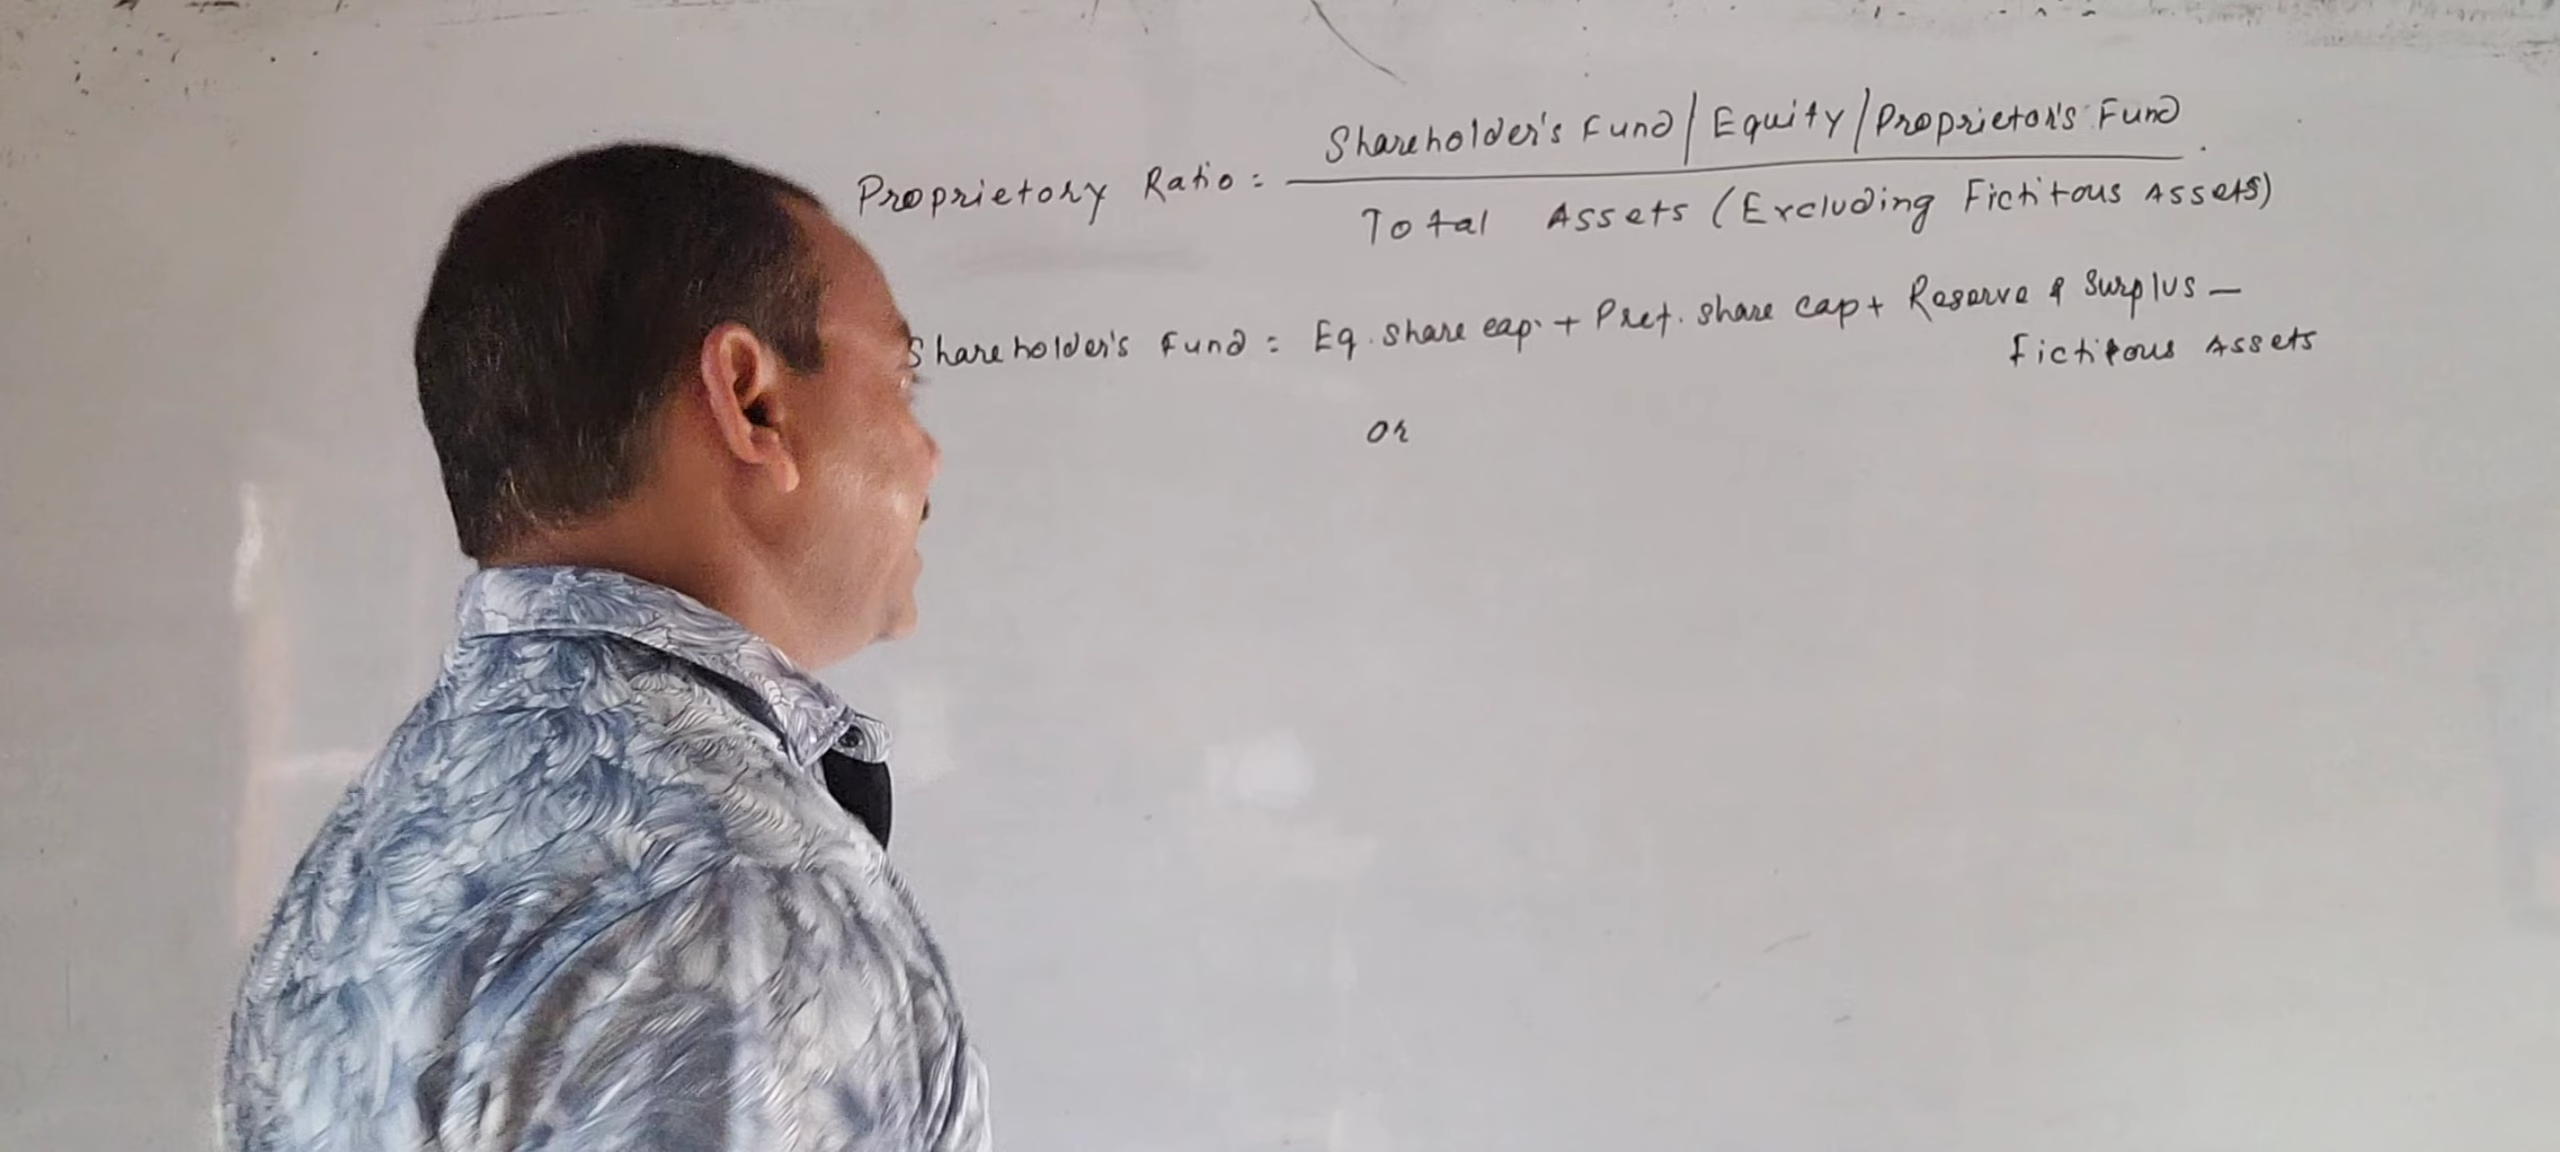 Shareholder's Fund/Equity/Proprietor's Fund
Proprietory Ratio =
Total Assets (Excluding Fictitous Assets)
Shareholder's Fund = Eq. share cap. + Pref. share cap + Reserve & Surplus -
Fictitous Assets
or